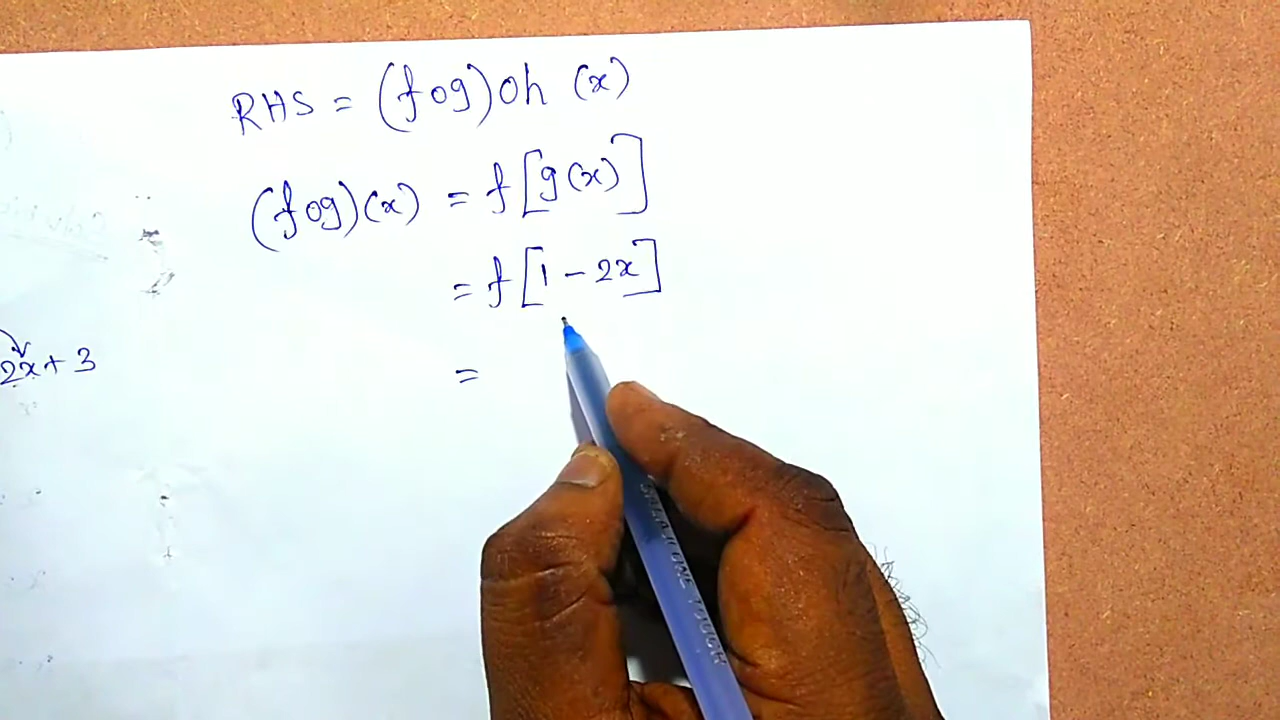 RHS = (fog)oh (x)
(fog)(x) = f[g(x)]
= f[1 - 2x]
2x + 3
=